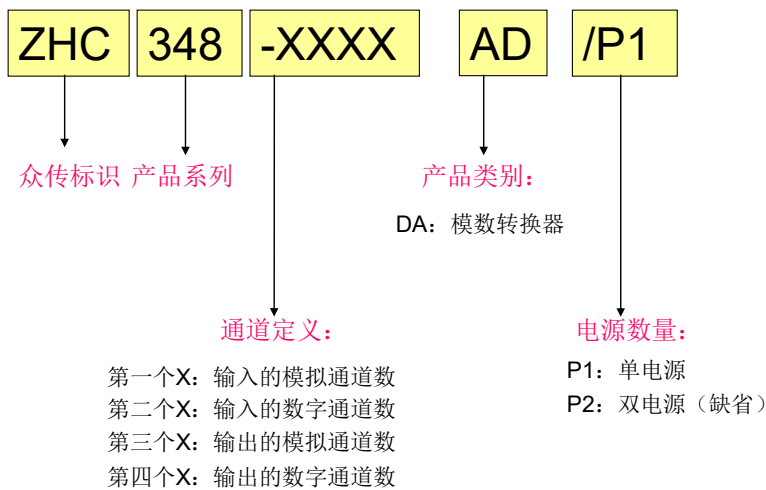 ZHC 348 -XXXX AD /P1
众传标识 产品系列 产品类别：
DA：模数转换器
通道定义： 电源数量：
第一个X：输入的模拟通道数
第二个X：输入的数字通道数
第三个X：输出的模拟通道数
第四个X：输出的数字通道数
P1：单电源
P2：双电源（缺省）